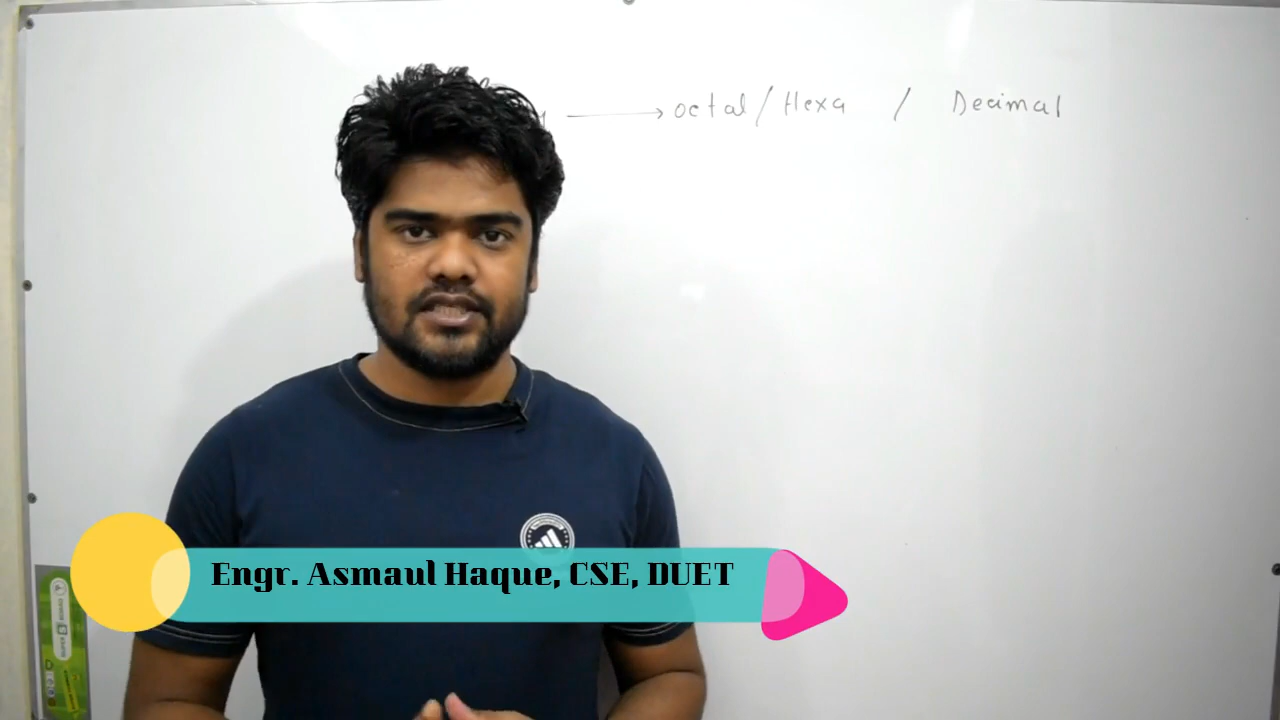 → octal / Hexa / Decimal
Engr. Asmaul Haque, CSE, DUET